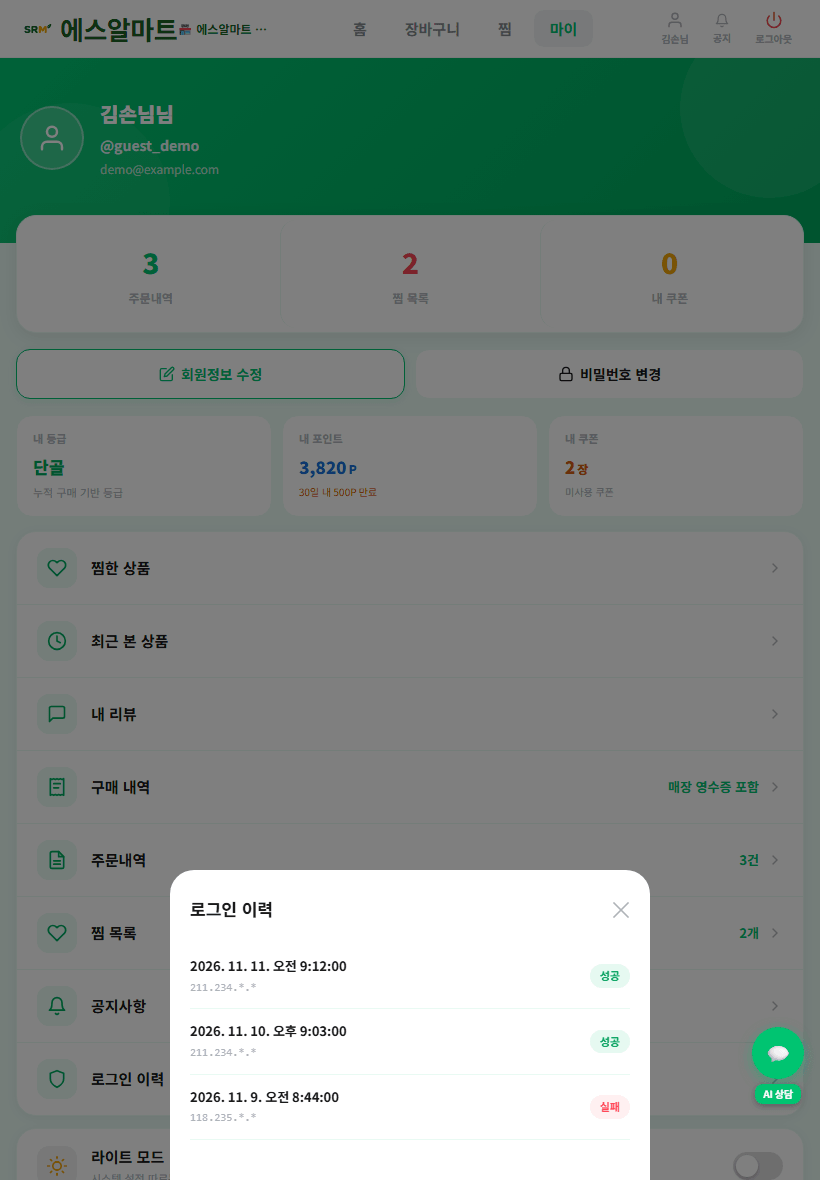 SRM 에스알마트 에스알마트 ···
홈
장바구니
찜
마이
김손님
공지
로그아웃
김손님님
@guest_demo
demo@example.com
3
주문내역
2
찜 목록
0
내 쿠폰
회원정보 수정
비밀번호 변경
내 등급
단골
누적 구매 기반 등급
내 포인트
3,820 P
30일 내 500P 만료
내 쿠폰
2 장
미사용 쿠폰
찜한 상품
최근 본 상품
내 리뷰
구매 내역
매장 영수증 포함
주문내역
3건
찜 목록
2개
공지사항
로그인 이력
로그인 이력
2026. 11. 11. 오전 9:12:00
성공
211.234.*.*
2026. 11. 10. 오후 9:03:00
성공
211.234.*.*
2026. 11. 9. 오전 8:44:00
실패
118.235.*.*
AI 상담
라이트 모드